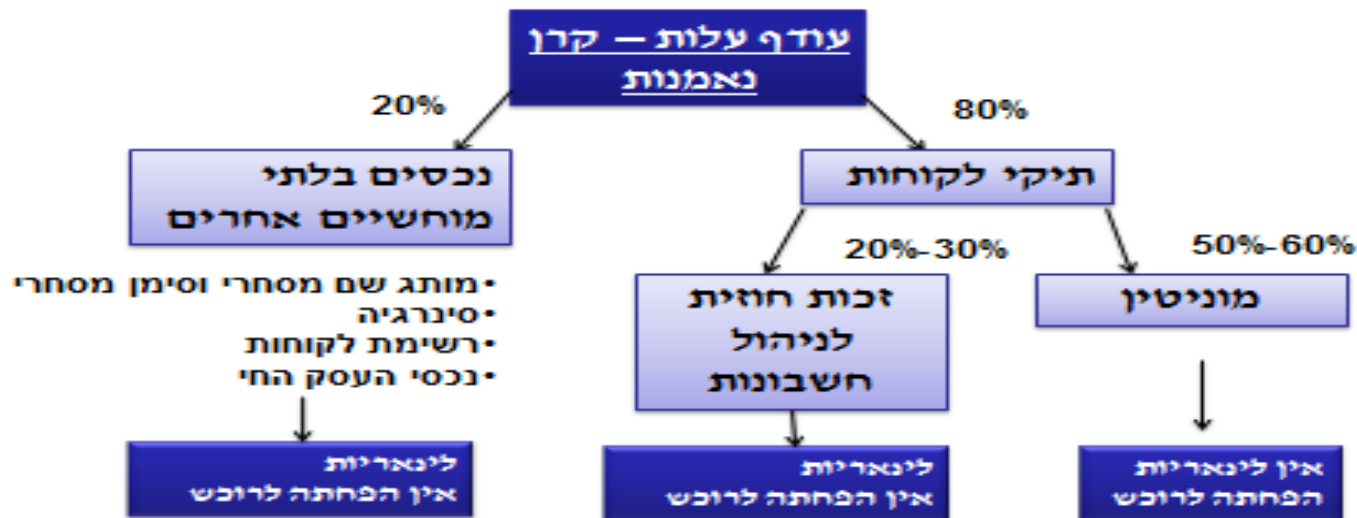 עודף עלות – קרן
נאמנות
20%
80%
נכסים בלתי
מוחשיים אחרים
תיקי לקוחות
20%-30%
50%-60%
•מותג שם מסחרי וסימן מסחרי
•סינרגיה
•רשימת לקוחות
•נכסי העסק החי
זכות חוזית
לניהול
חשבונות
מוניטין
לינאריות
אין הפחתה לרוכש
לינאריות
אין הפחתה לרוכש
אין לינאריות
הפחתה לרוכש